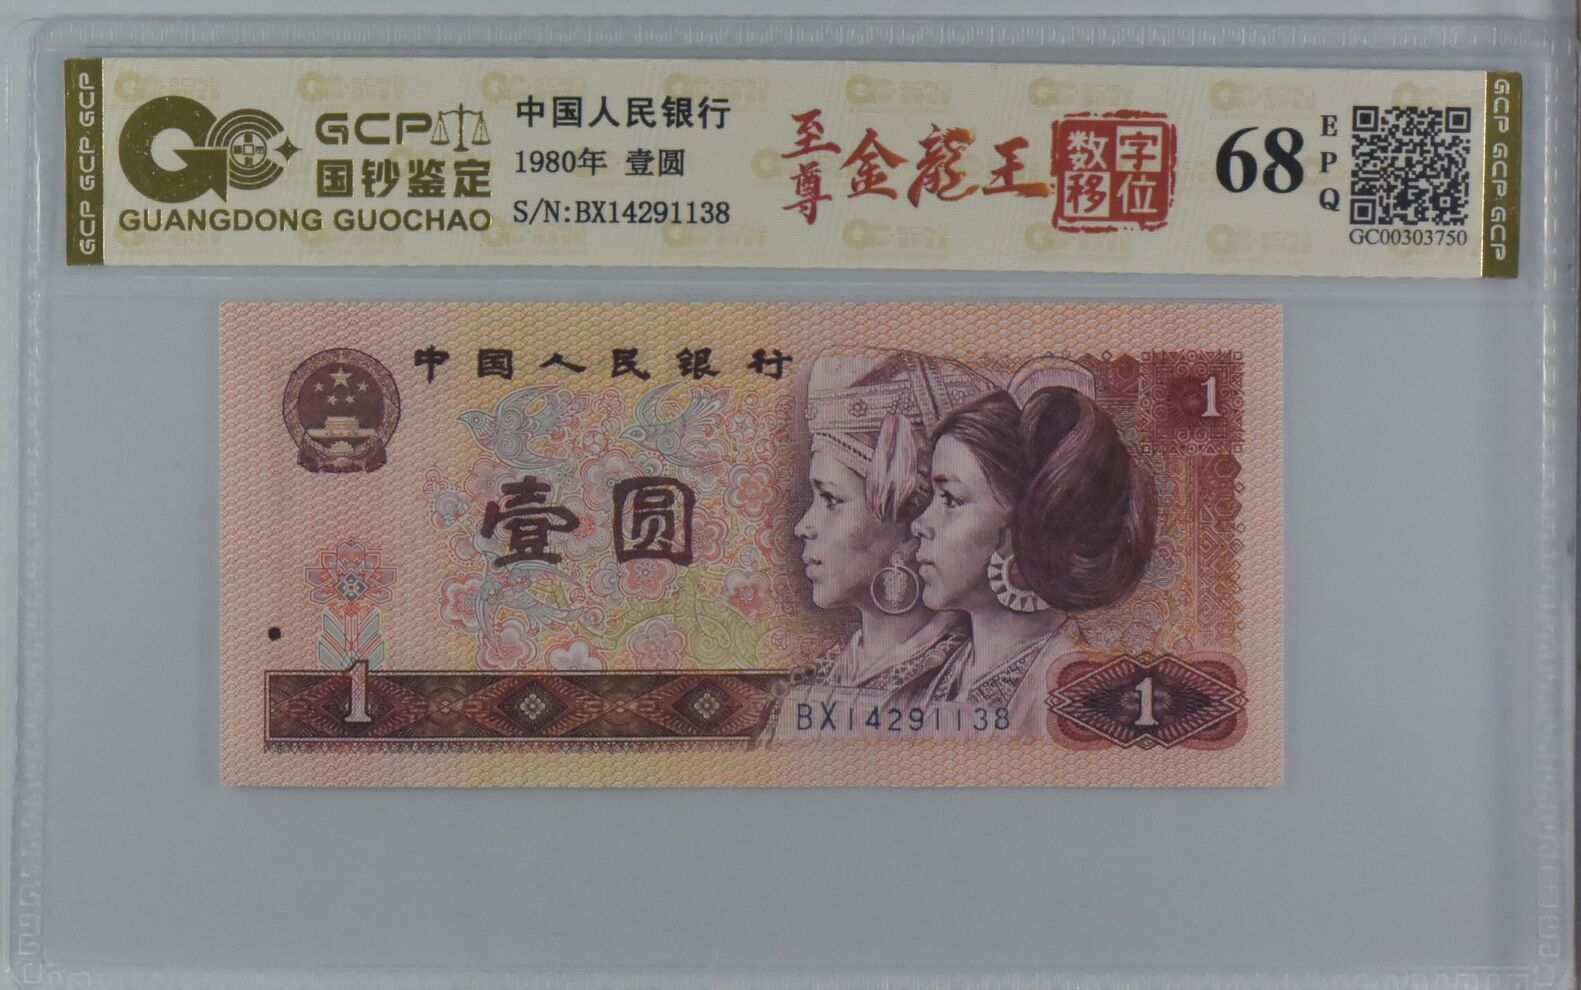 GCP GCP GCP
GCP
国钞鉴定
GUANGDONG GUOCHAO
中国人民银行
1980年 壹圆
S/N:BX14291138
至尊
金龍王
数字
移位
68
EPQ
GC00303750
GCP GCP GCP
中国人民银行
1
壹圆
1
BX14291138
1